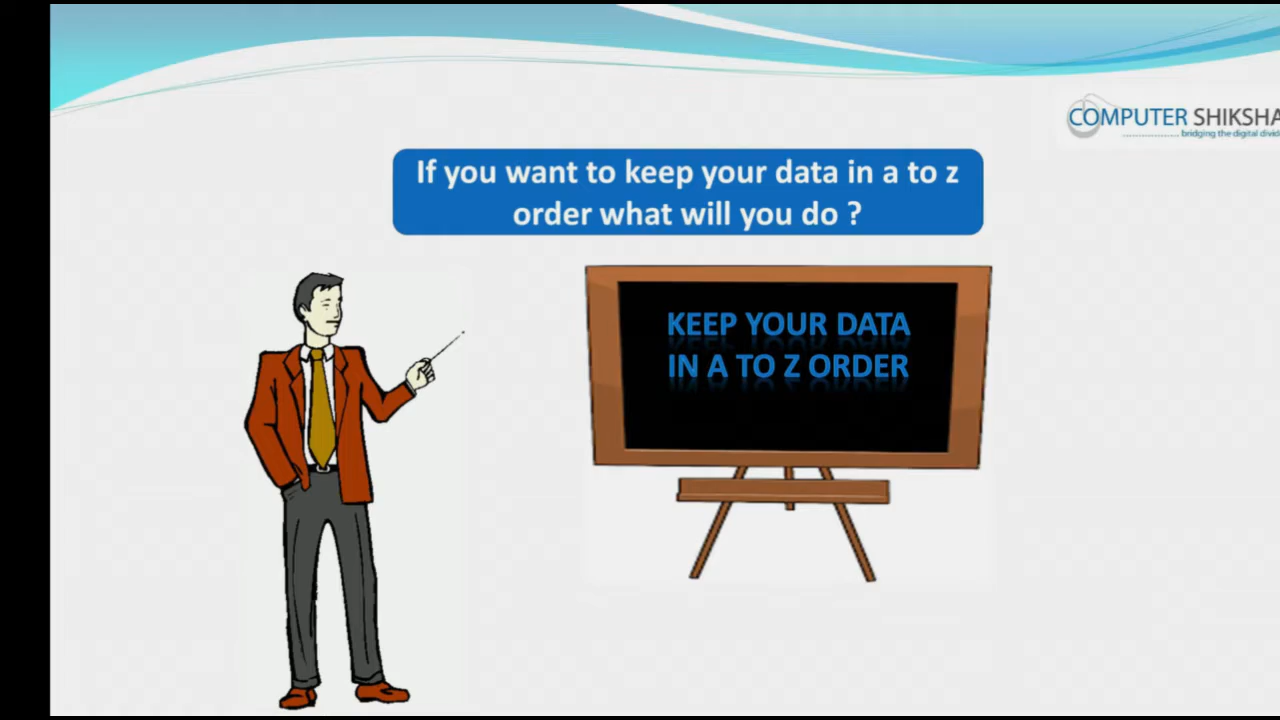 COMPUTER SHIKSHA
bridging the digital divide
If you want to keep your data in a to z
order what will you do ?
KEEP YOUR DATA
IN A TO Z ORDER